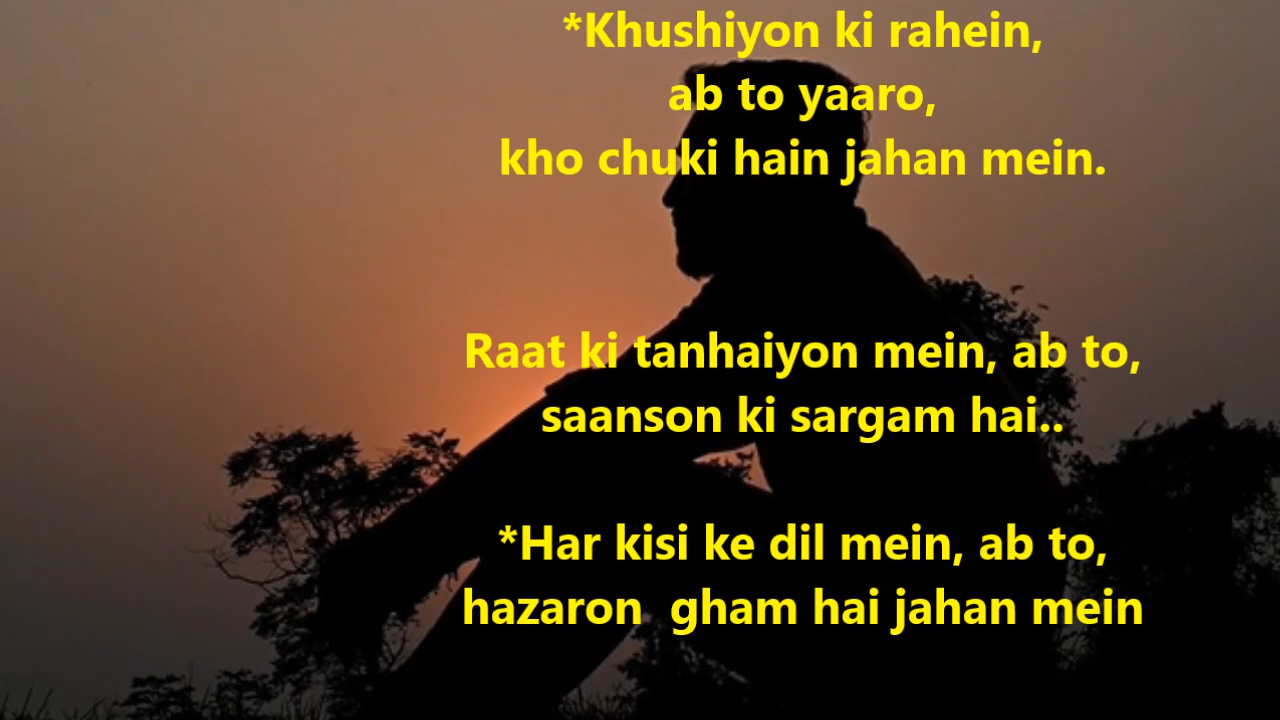 *Khushiyon ki rahein,
ab to yaaro,
kho chuki hain jahan mein.
Raat ki tanhaiyon mein, ab to,
saanson ki sargam hai..
*Har kisi ke dil mein, ab to,
hazaron  gham hai jahan mein